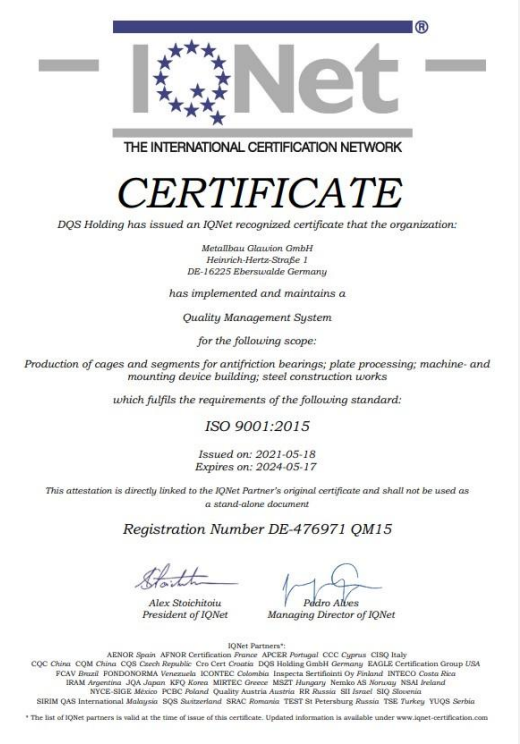 ®
IQNet
THE INTERNATIONAL CERTIFICATION NETWORK
CERTIFICATE
DQS Holding has issued an IQNet recognized certificate that the organization:
Metallbau Glawion GmbH
Heinrich-Hertz-Straße 1
DE-16225 Eberswalde Germany
has implemented and maintains a
Quality Management System
for the following scope:
Production of cages and segments for antifriction bearings; plate processing; machine- and
mounting device building; steel construction works
which fulfils the requirements of the following standard:
ISO 9001:2015
Issued on: 2021-05-18
Expires on: 2024-05-17
This attestation is directly linked to the IQNet Partner's original certificate and shall not be used as
a stand-alone document
Registration Number DE-476971 QM15
Alex Stoichitoiu
President of IQNet
Pedro Alves
Managing Director of IQNet
IQNet Partners*:
AENOR Spain AFNOR Certification France APCER Portugal CCC Cyprus CISQ Italy
CQC China CQM China CQS Czech Republic Cro Cert Croatia DQS Holding GmbH Germany EAGLE Certification Group USA
FCAV Brazil FONDONORMA Venezuela ICONTEC Colombia Inspecta Sertifiointi Oy Finland INTECO Costa Rica
IRAM Argentina JQA Japan KFQ Korea MIRTEC Greece MSZT Hungary Nemko AS Norway NSAI Ireland
NYCE-SIGE México PCBC Poland Quality Austria Austria RR Russia SII Israel SIQ Slovenia
SIRIM QAS International Malaysia SQS Switzerland SRAC Romania TEST St Petersburg Russia TSE Turkey YUQS Serbia
* The list of IQNet partners is valid at the time of issue of this certificate. Updated information is available under www.iqnet-certification.com